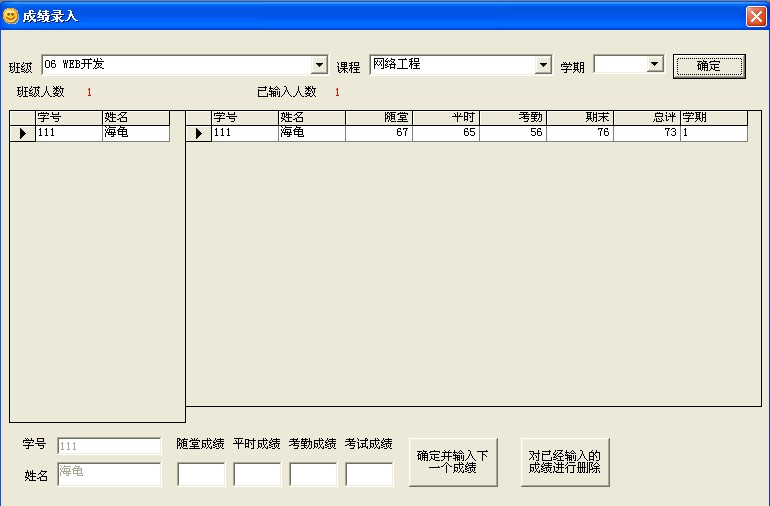 成绩录入
班级 06 WEB开发 课程 网络工程 学期 确定
班级人数 1 已输入人数 1
学号 姓名 学号 姓名 随堂 平时 考勤 期末 总评 学期
111 海龟 111 海龟 67 65 56 76 73 1
学号 111 随堂成绩 平时成绩 考勤成绩 考试成绩
姓名 海龟
确定并输入下
一个成绩
对已经输入的
成绩进行删除